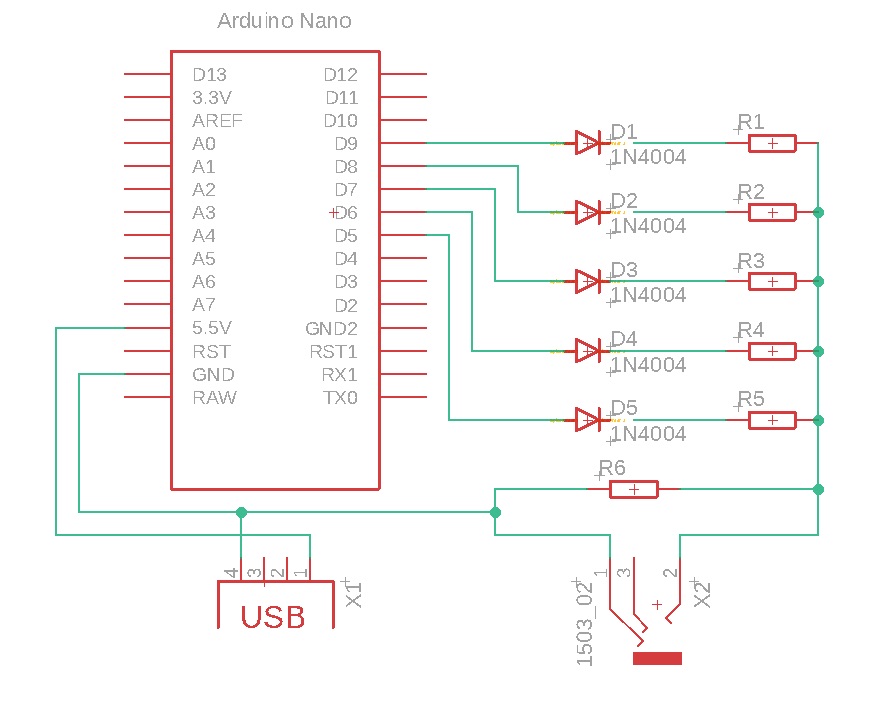 Arduino Nano
D13 D12
3.3V D11
AREF D10
A0 D9
A1 D8
A2 D7
A3 D6
A4 D5
A5 D4
A6 D3
A7 D2
5.5V GND2
RST RST1
GND RX1
RAW TX0
D1 R1
1N4004
D2 R2
1N4004
D3 R3
1N4004
D4 R4
1N4004
D5 R5
1N4004
R6
4 3 2 1
X1
USB
1 3 2
X2
1503_02